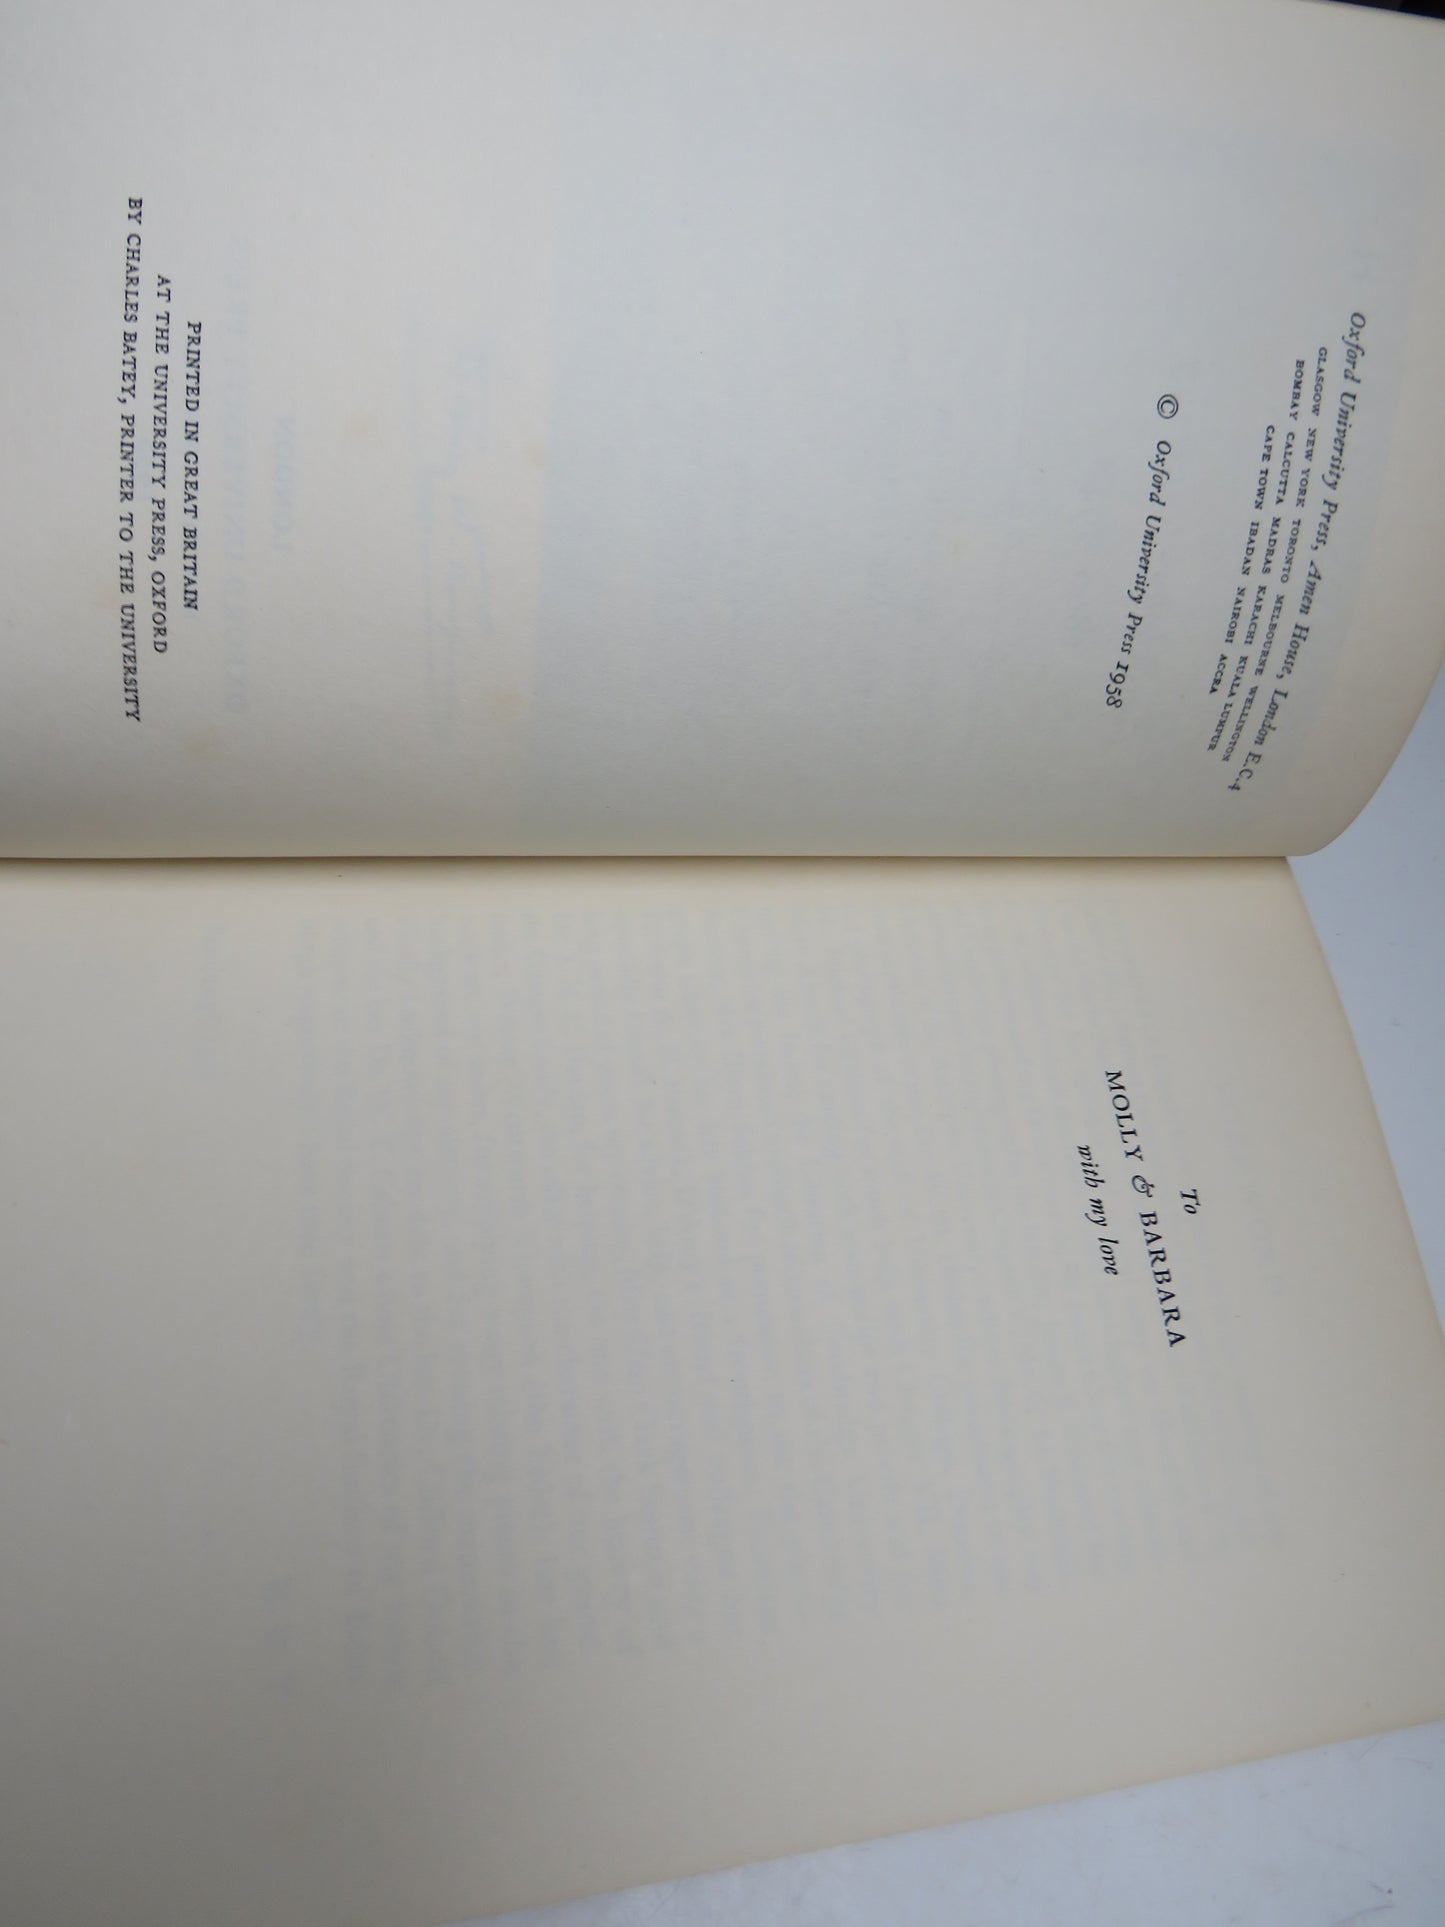 Oxford University Press, Amen House, London E.C.4
GLASGOW NEW YORK TORONTO MELBOURNE WELLINGTON
BOMBAY CALCUTTA MADRAS KARACHI KUALA LUMPUR
CAPE TOWN IBADAN NAIROBI ACCRA
© Oxford University Press 1958
PRINTED IN GREAT BRITAIN
AT THE UNIVERSITY PRESS, OXFORD
BY CHARLES BATEY, PRINTER TO THE UNIVERSITY
To
MOLLY & BARBARA
with my love